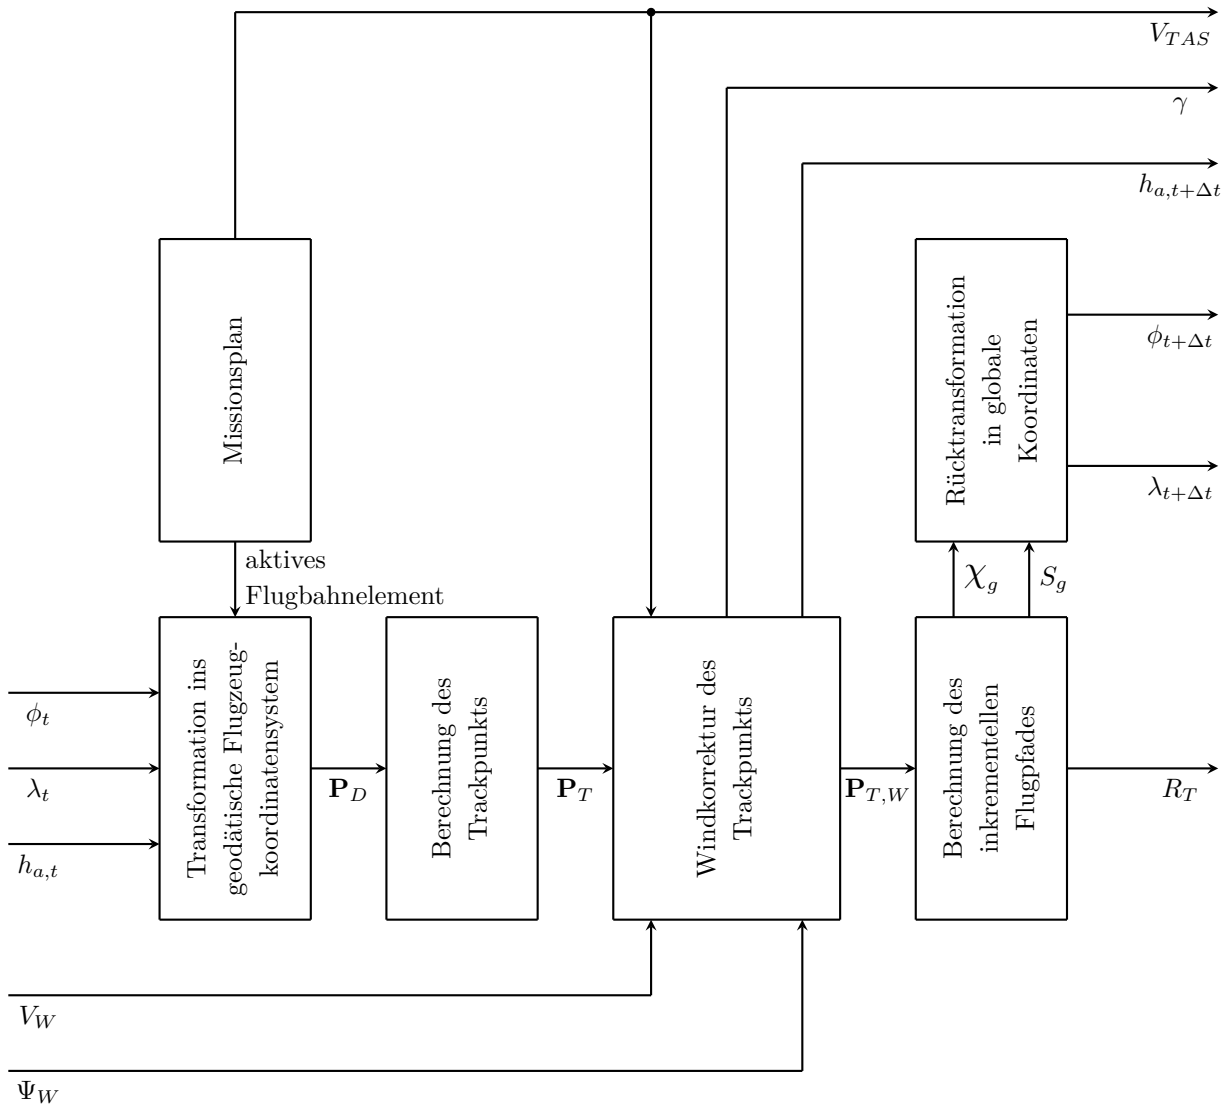 V_{TAS}
γ
h_{a,t+Δt}
Missionsplan
Rücktransformation
in globale
Koordinaten
ϕ_{t+Δt}
λ_{t+Δt}
aktives
Flugbahnelement
χ_g
S_g
ϕ_t
λ_t
h_{a,t}
Transformation ins
geodätische Flugzeug-
koordinatensystem
P_D
Berechnung des
Trackpunkts
P_T
Windkorrektur des
Trackpunkts
P_{T,W}
Berechnung des
inkrementellen
Flugpfades
R_T
V_W
Ψ_W